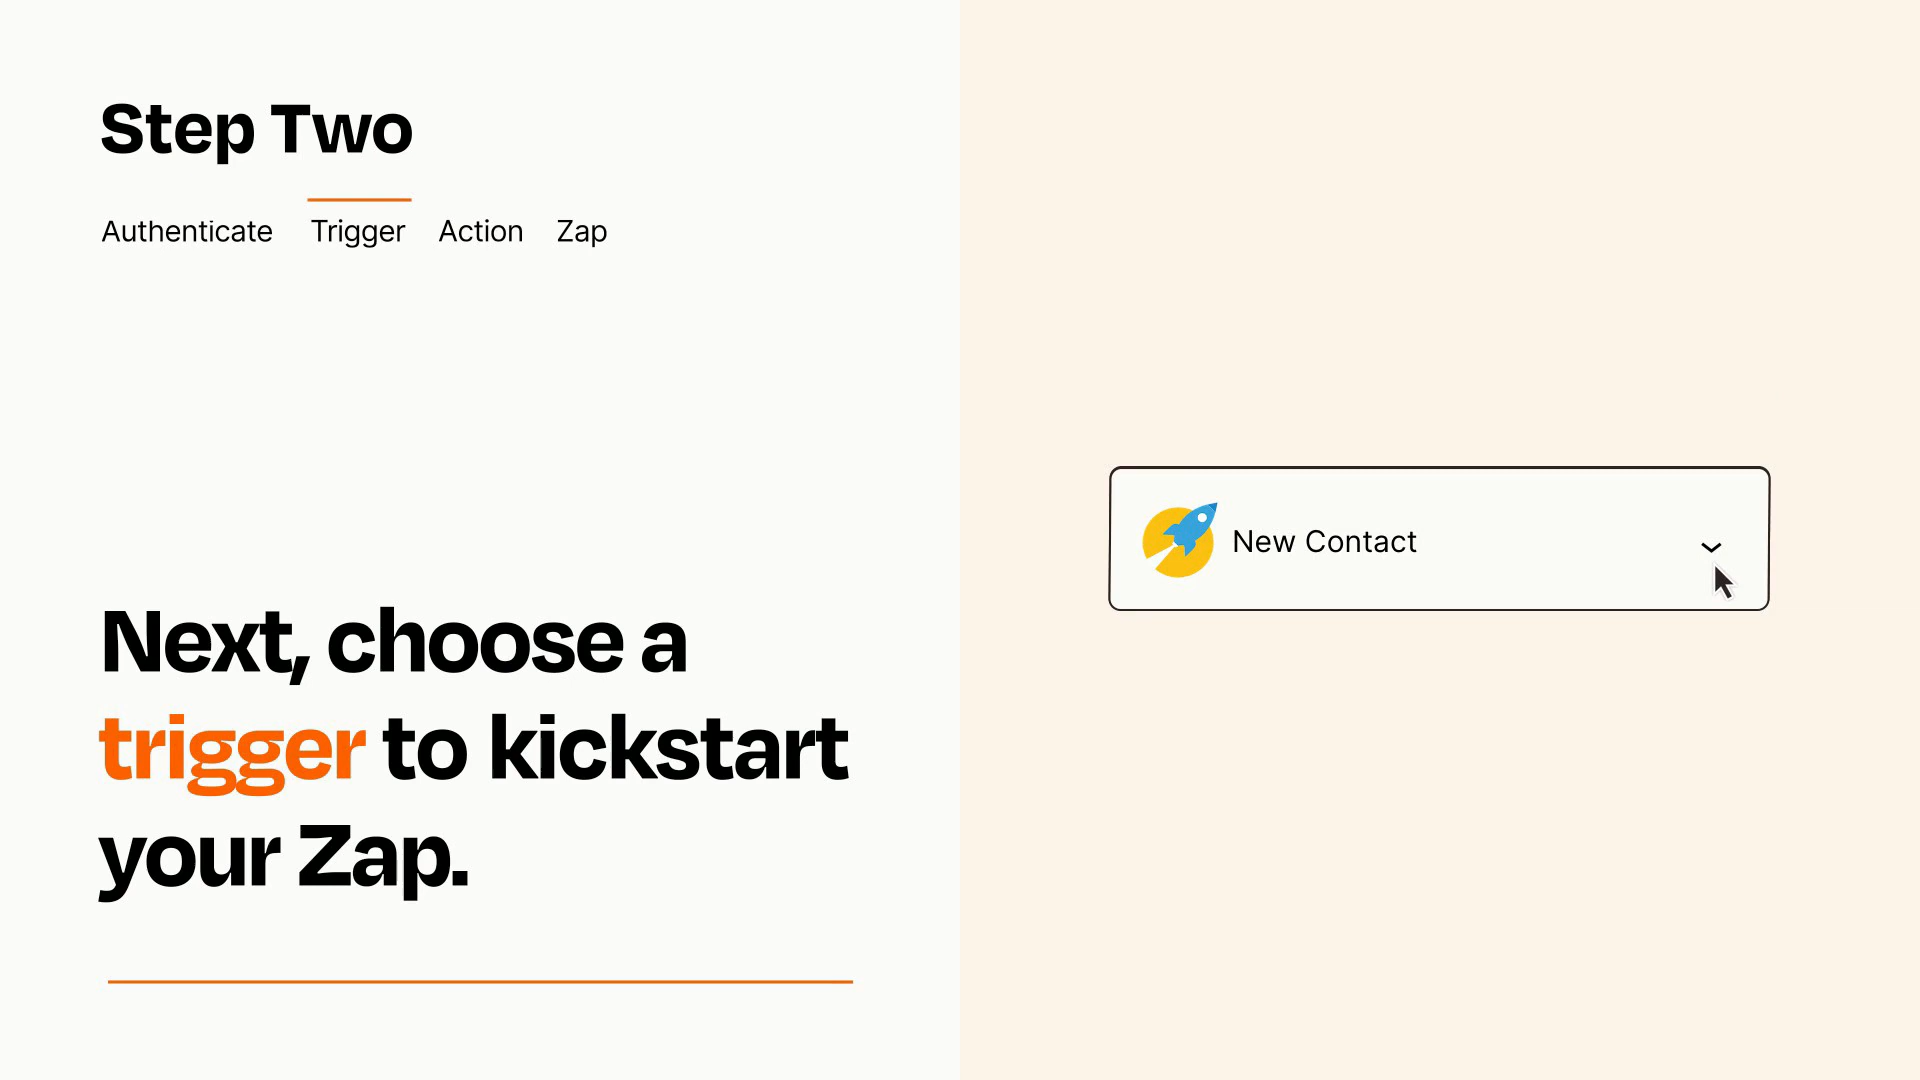 Step Two
Authenticate Trigger Action Zap
Next, choose a
trigger to kickstart
your Zap.
New Contact